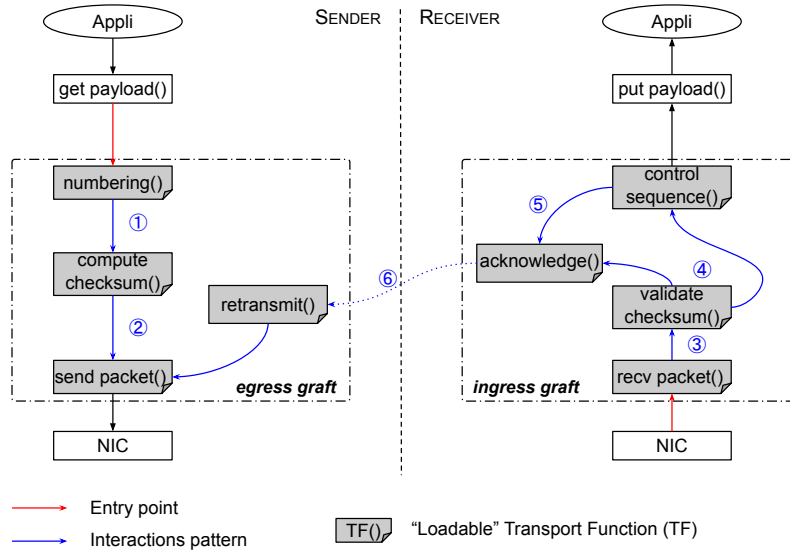 Appli
SENDER
RECEIVER
Appli
get payload()
put payload()
numbering()
control
sequence()
①
⑤
compute
checksum()
acknowledge()
⑥
④
retransmit()
validate
checksum()
②
③
send packet()
egress graft
ingress graft
recv packet()
NIC
NIC
Entry point
Interactions pattern
TF()
“Loadable” Transport Function (TF)